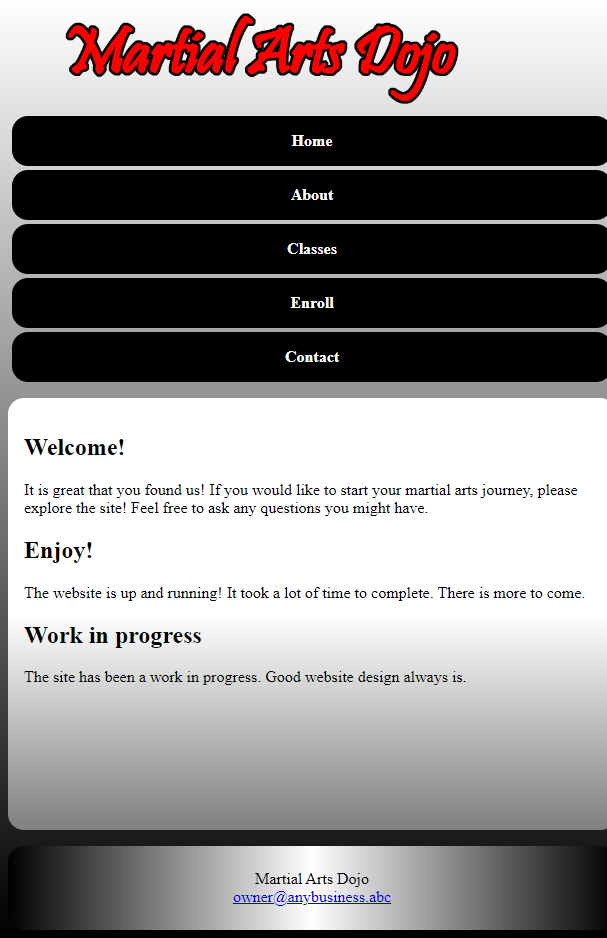 Martial Arts Dojo
Home
About
Classes
Enroll
Contact
Welcome!
It is great that you found us! If you would like to start your martial arts journey, please
explore the site! Feel free to ask any questions you might have.
Enjoy!
The website is up and running! It took a lot of time to complete. There is more to come.
Work in progress
The site has been a work in progress. Good website design always is.
Martial Arts Dojo
owner@anybusiness.abc